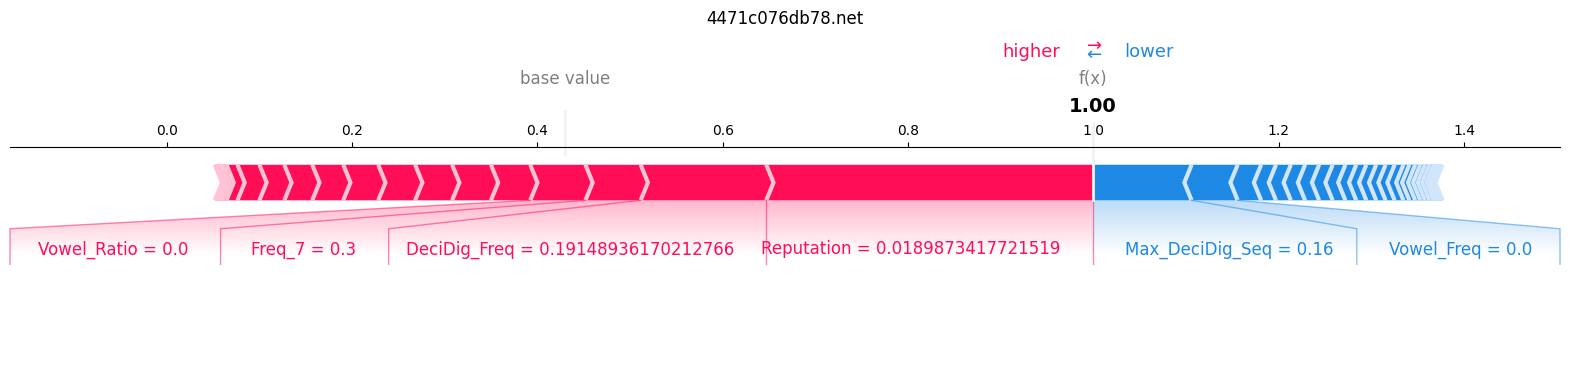 4471c076db78.net
higher ⇄ lower
base value f(x)
1.00
0.0 0.2 0.4 0.6 0.8 1.0 1.2 1.4
Vowel_Ratio = 0.0 Freq_7 = 0.3 DeciDig_Freq = 0.19148936170212766 Reputation = 0.0189873417721519 Max_DeciDig_Seq = 0.16 Vowel_Freq = 0.0